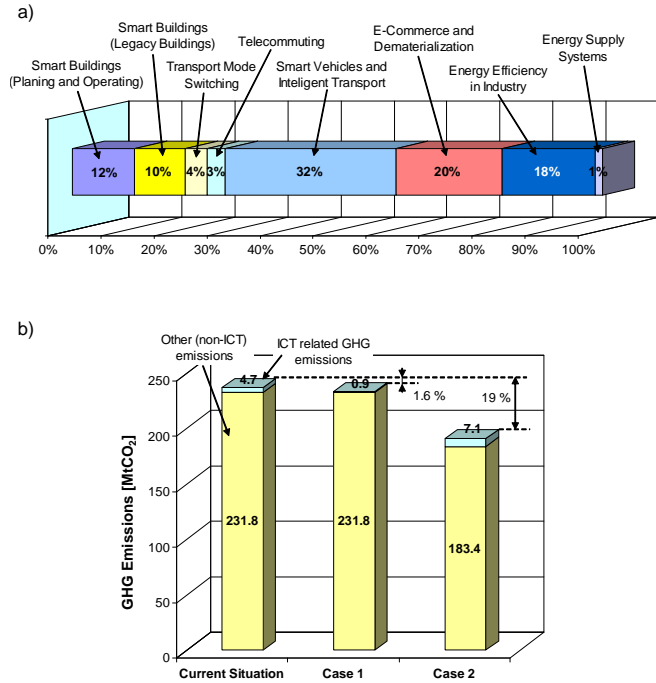 a)
Smart Buildings
(Planing and Operating)
Smart Buildings
(Legacy Buildings)
Transport Mode
Switching
Telecommuting
Smart Vehicles and
Inteligent Transport
E-Commerce and
Dematerialization
Energy Efficiency
in Industry
Energy Supply
Systems
12% 10% 4% 3% 32% 20% 18% 1%
0% 10% 20% 30% 40% 50% 60% 70% 80% 90% 100%
b)
Other (non-ICT)
emissions
ICT related GHG
emissions
GHG Emissions [MtCO₂]
250
200
150
100
50
0
4.7 0.9 7.1
1.6 % 19 %
231.8 231.8 183.4
Current Situation Case 1 Case 2